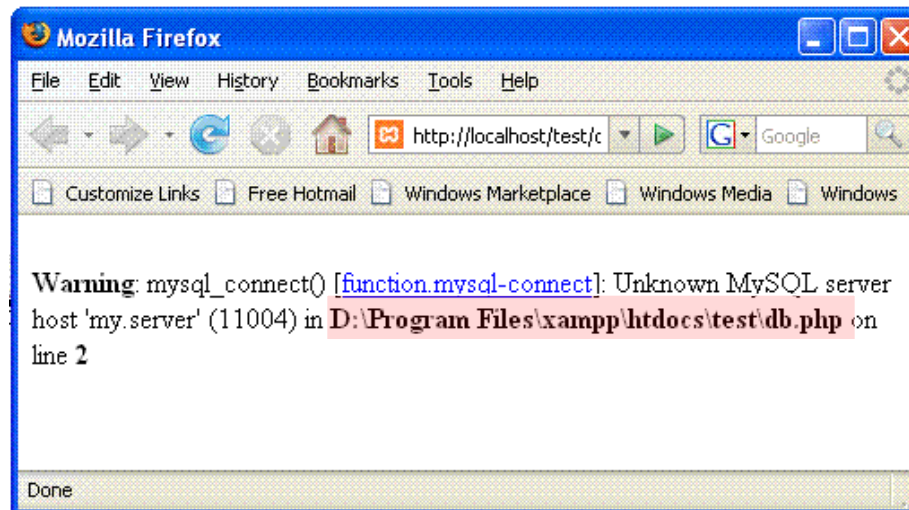 Mozilla Firefox
File Edit View History Bookmarks Tools Help
http://localhost/test/c G Google
Customize Links Free Hotmail Windows Marketplace Windows Media Windows
Warning: mysql_connect() [function.mysql-connect]: Unknown MySQL server
host 'my.server' (11004) in D:\Program Files\xampp\htdocs\test\db.php on
line 2
Done